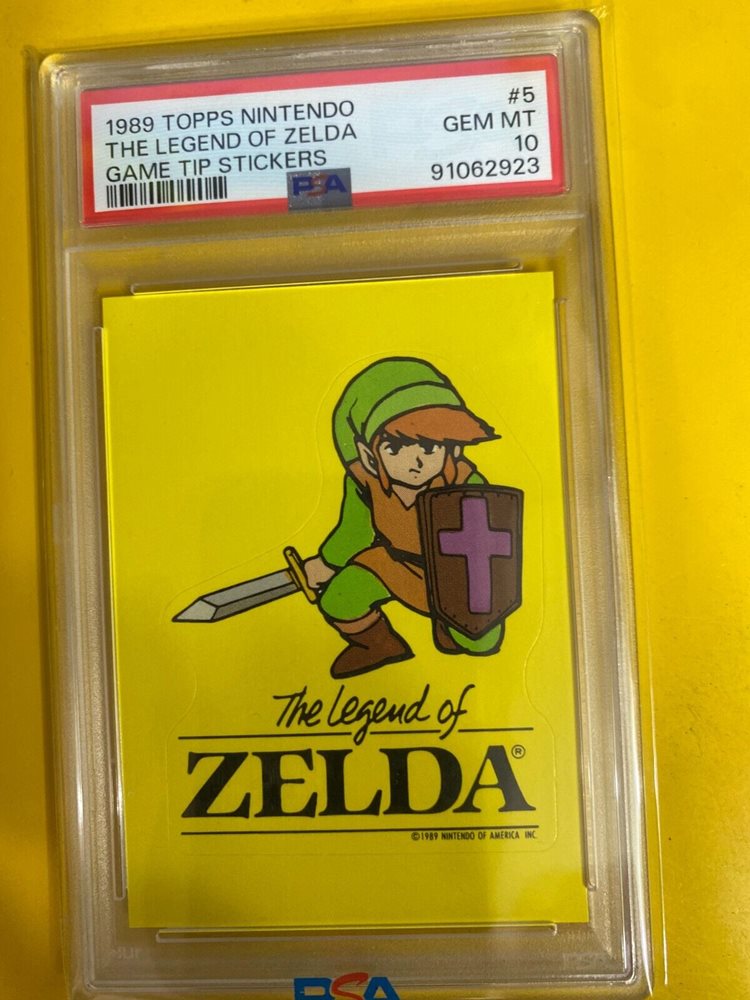 1989 TOPPS NINTENDO #5
THE LEGEND OF ZELDA GEM MT
GAME TIP STICKERS 10
91062923
PSA
The Legend of
ZELDA®
©1989 NINTENDO OF AMERICA INC.
PSA